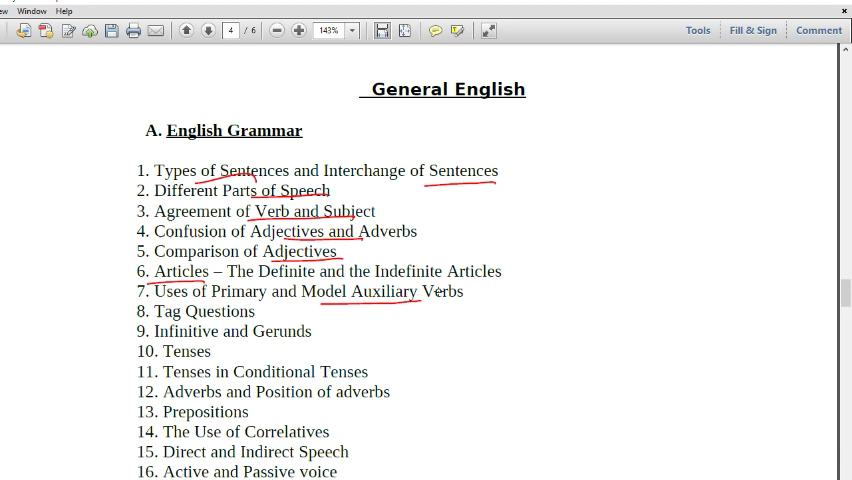 Window Help
4 / 6 143% Tools Fill & Sign Comment
General English
A. English Grammar
1. Types of Sentences and Interchange of Sentences
2. Different Parts of Speech
3. Agreement of Verb and Subject
4. Confusion of Adjectives and Adverbs
5. Comparison of Adjectives
6. Articles – The Definite and the Indefinite Articles
7. Uses of Primary and Model Auxiliary Verbs
8. Tag Questions
9. Infinitive and Gerunds
10. Tenses
11. Tenses in Conditional Tenses
12. Adverbs and Position of adverbs
13. Prepositions
14. The Use of Correlatives
15. Direct and Indirect Speech
16. Active and Passive voice